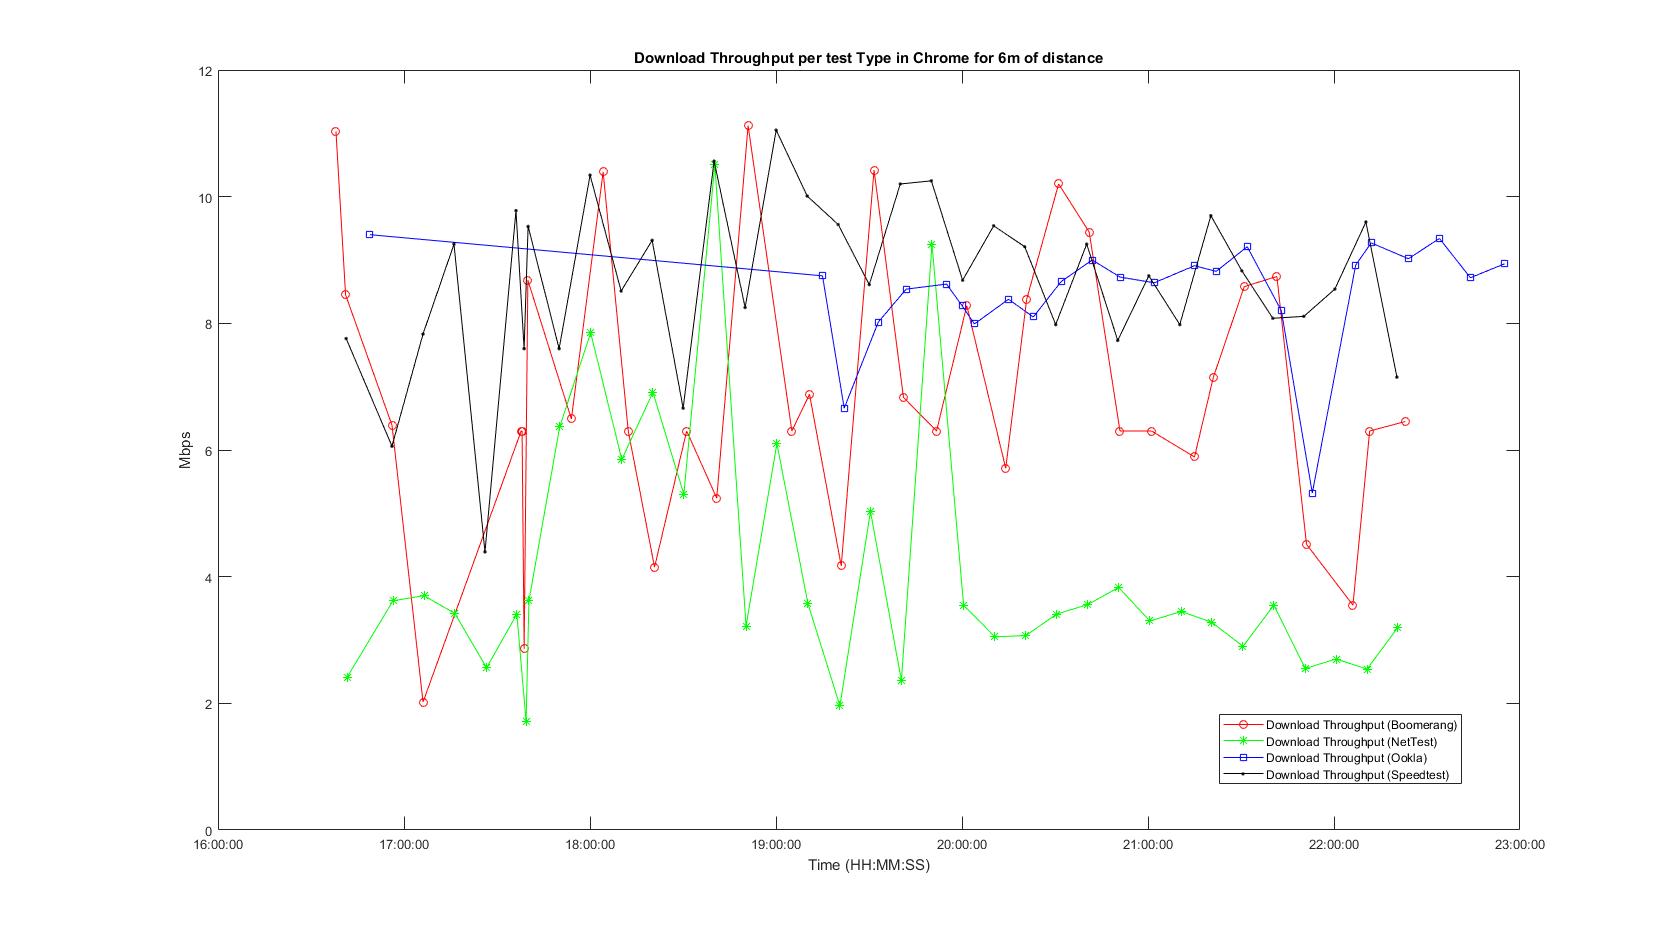 Download Throughput per test Type in Chrome for 6m of distance
12
10
8
6
4
2
0
Mbps
16:00:00 17:00:00 18:00:00 19:00:00 20:00:00 21:00:00 22:00:00 23:00:00
Time (HH:MM:SS)
Download Throughput (Boomerang)
Download Throughput (NetTest)
Download Throughput (Ookla)
Download Throughput (Speedtest)